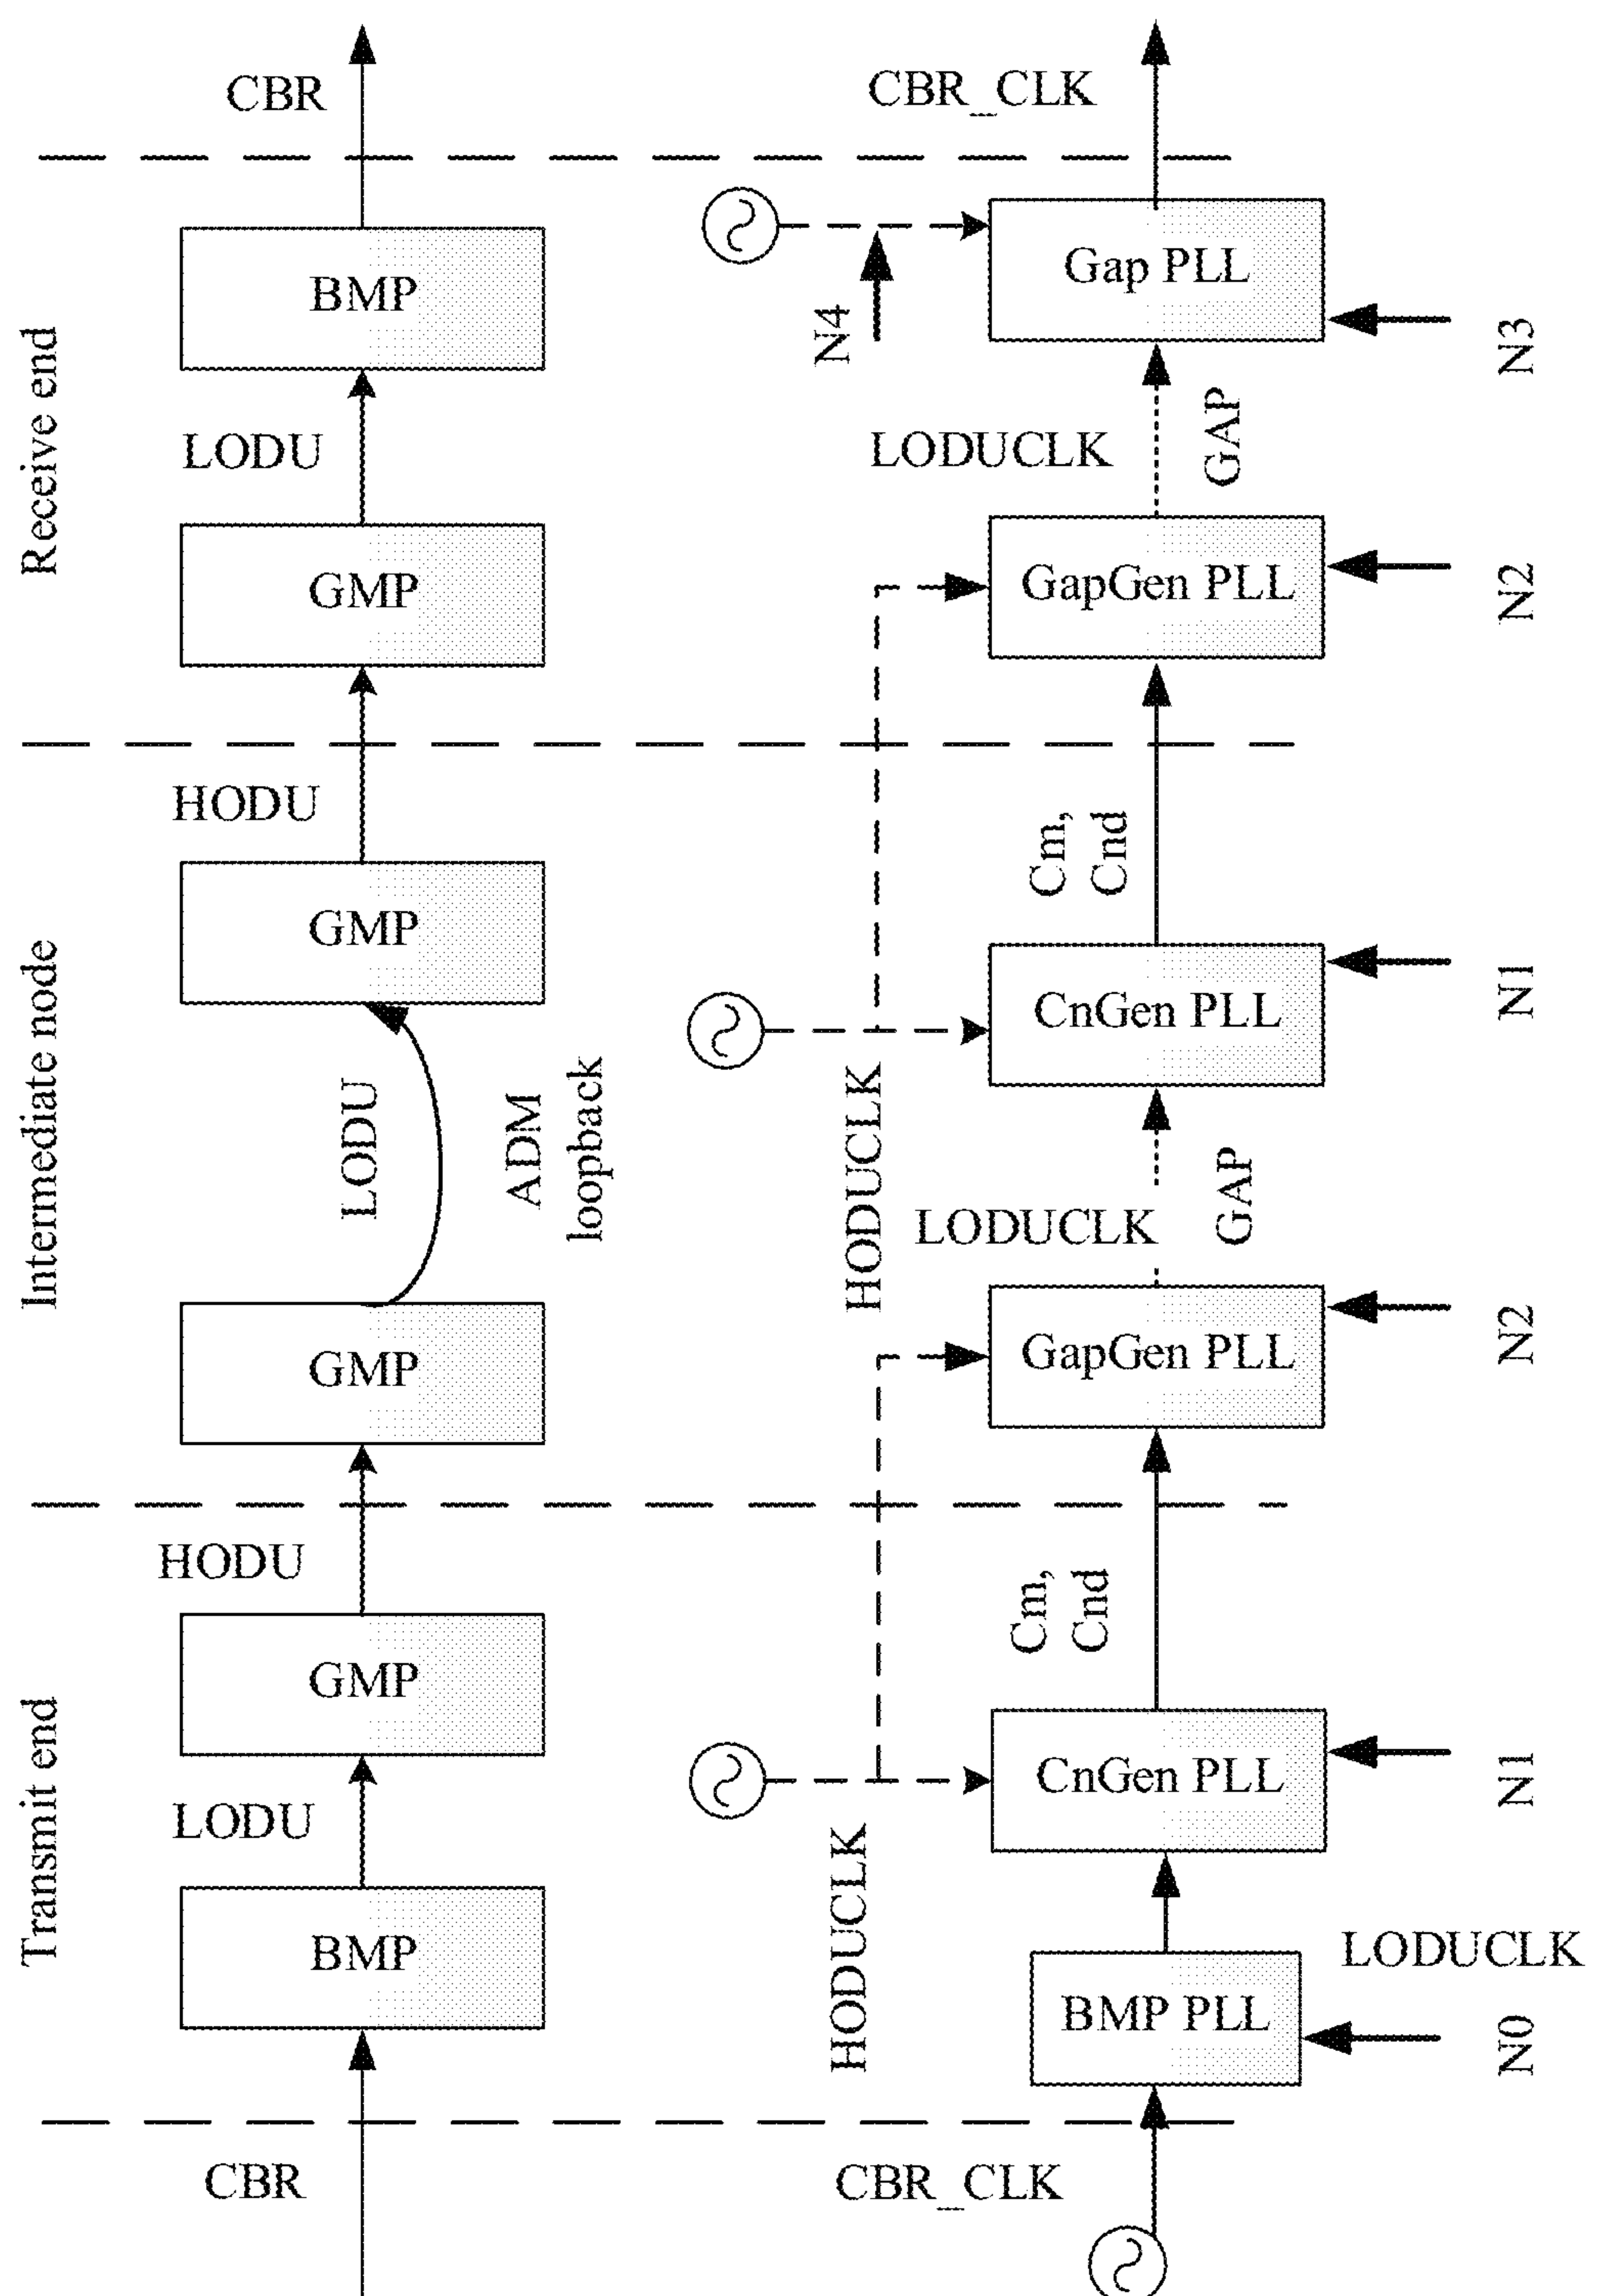 CBR
CBR_CLK
Receive end
BMP
Gap PLL
N4
N3
LODU
LODUCLK
GAP
GMP
GapGen PLL
N2
HODU
Intermediate node
Cm,
Cnd
GMP
CnGen PLL
N1
LODU
ADM
loopback
HODUCLK
LODUCLK
GAP
GMP
GapGen PLL
N2
HODU
Transmit end
Cm,
Cnd
GMP
CnGen PLL
N1
LODU
HODUCLK
BMP
LODUCLK
BMP PLL
N0
CBR
CBR_CLK